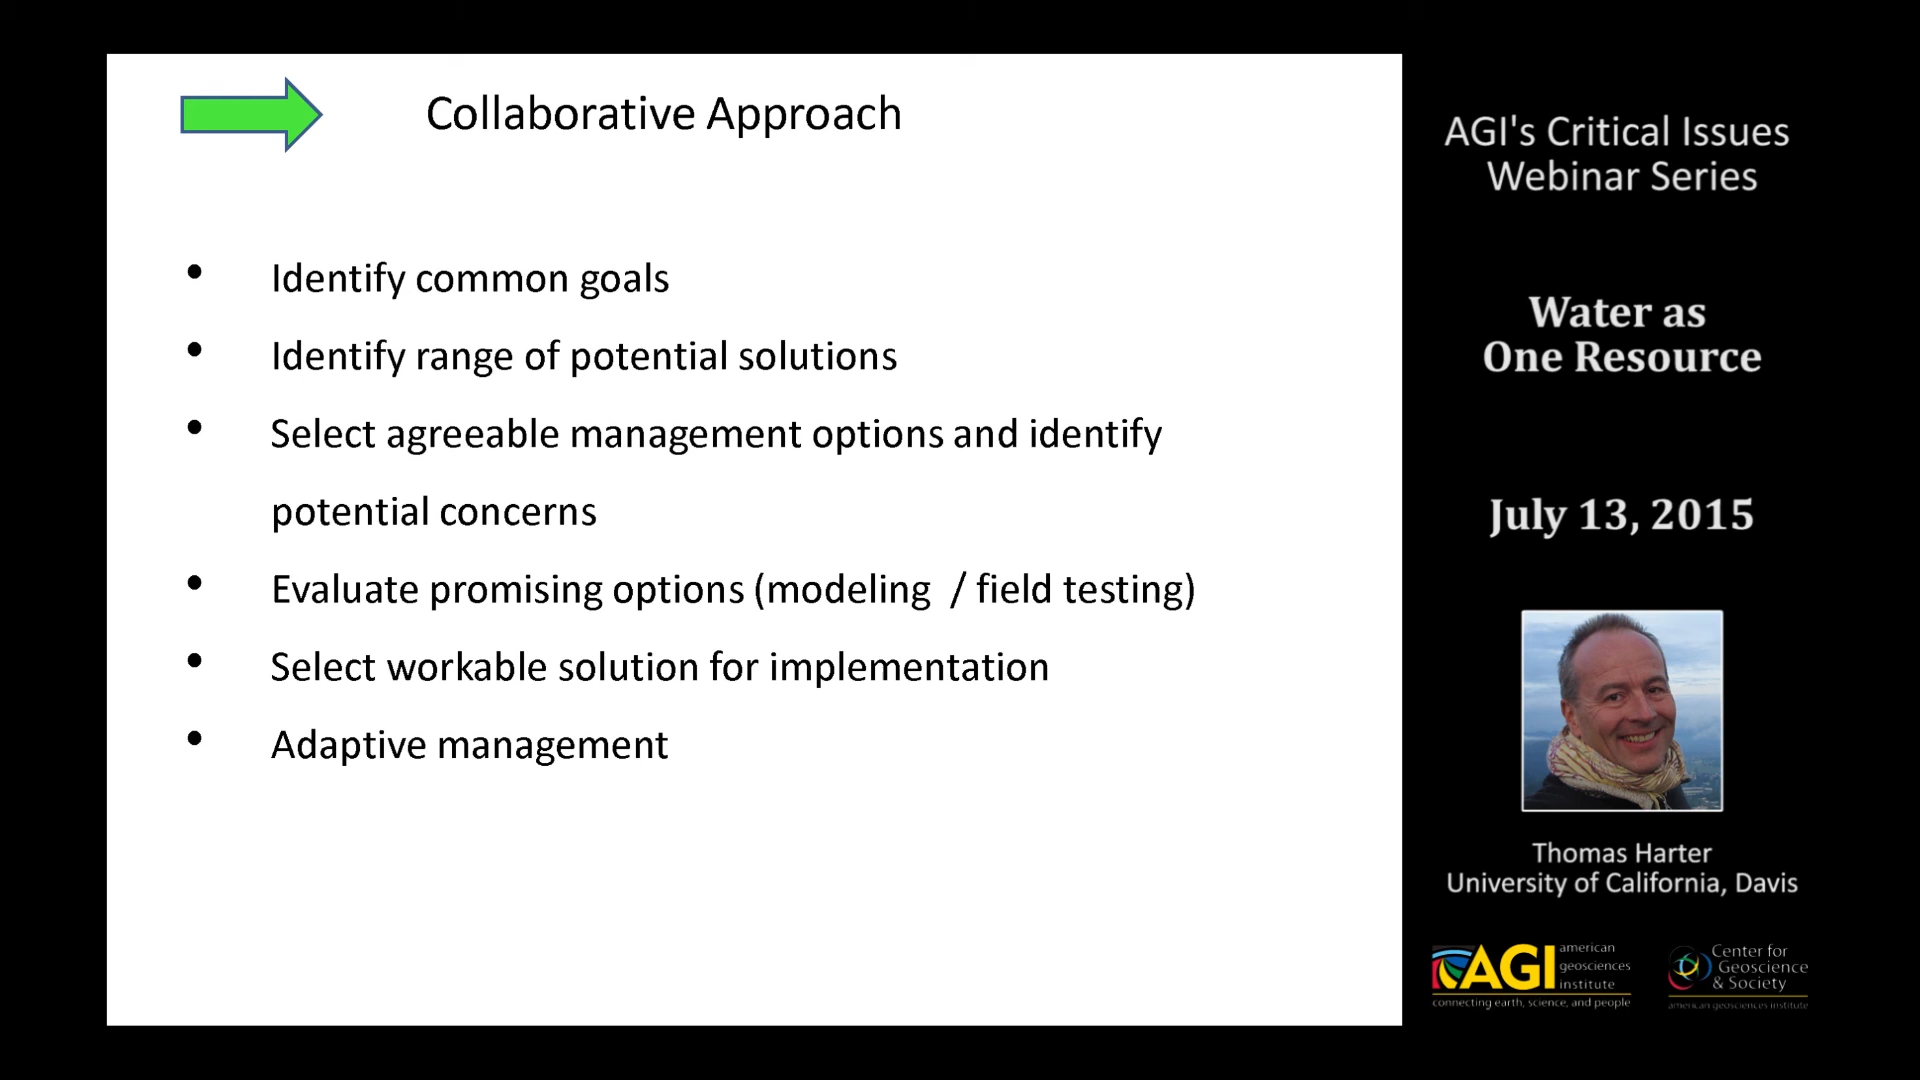 Collaborative Approach
• Identify common goals
• Identify range of potential solutions
• Select agreeable management options and identify
potential concerns
• Evaluate promising options (modeling / field testing)
• Select workable solution for implementation
• Adaptive management
AGI's Critical Issues
Webinar Series
Water as
One Resource
July 13, 2015
Thomas Harter
University of California, Davis
AGI
american
geosciences
institute
connecting earth, science, and people
Center for
Geoscience
& Society
american geosciences institute